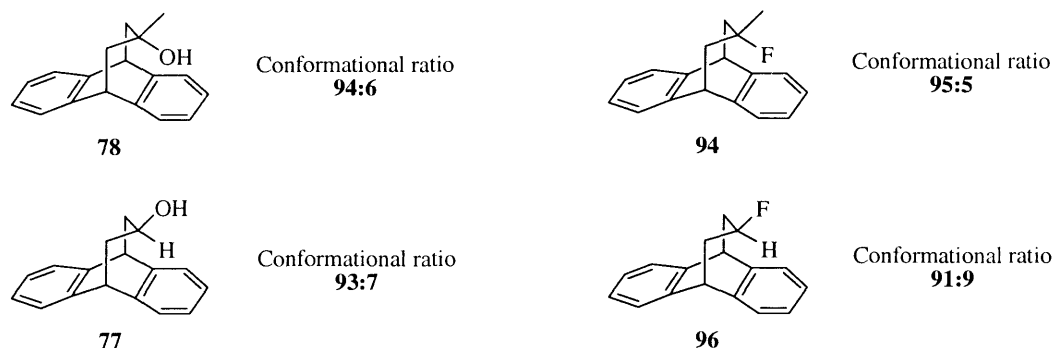 OH
Conformational ratio
94:6
78
F
Conformational ratio
95:5
94
OH
H
Conformational ratio
93:7
77
F
H
Conformational ratio
91:9
96